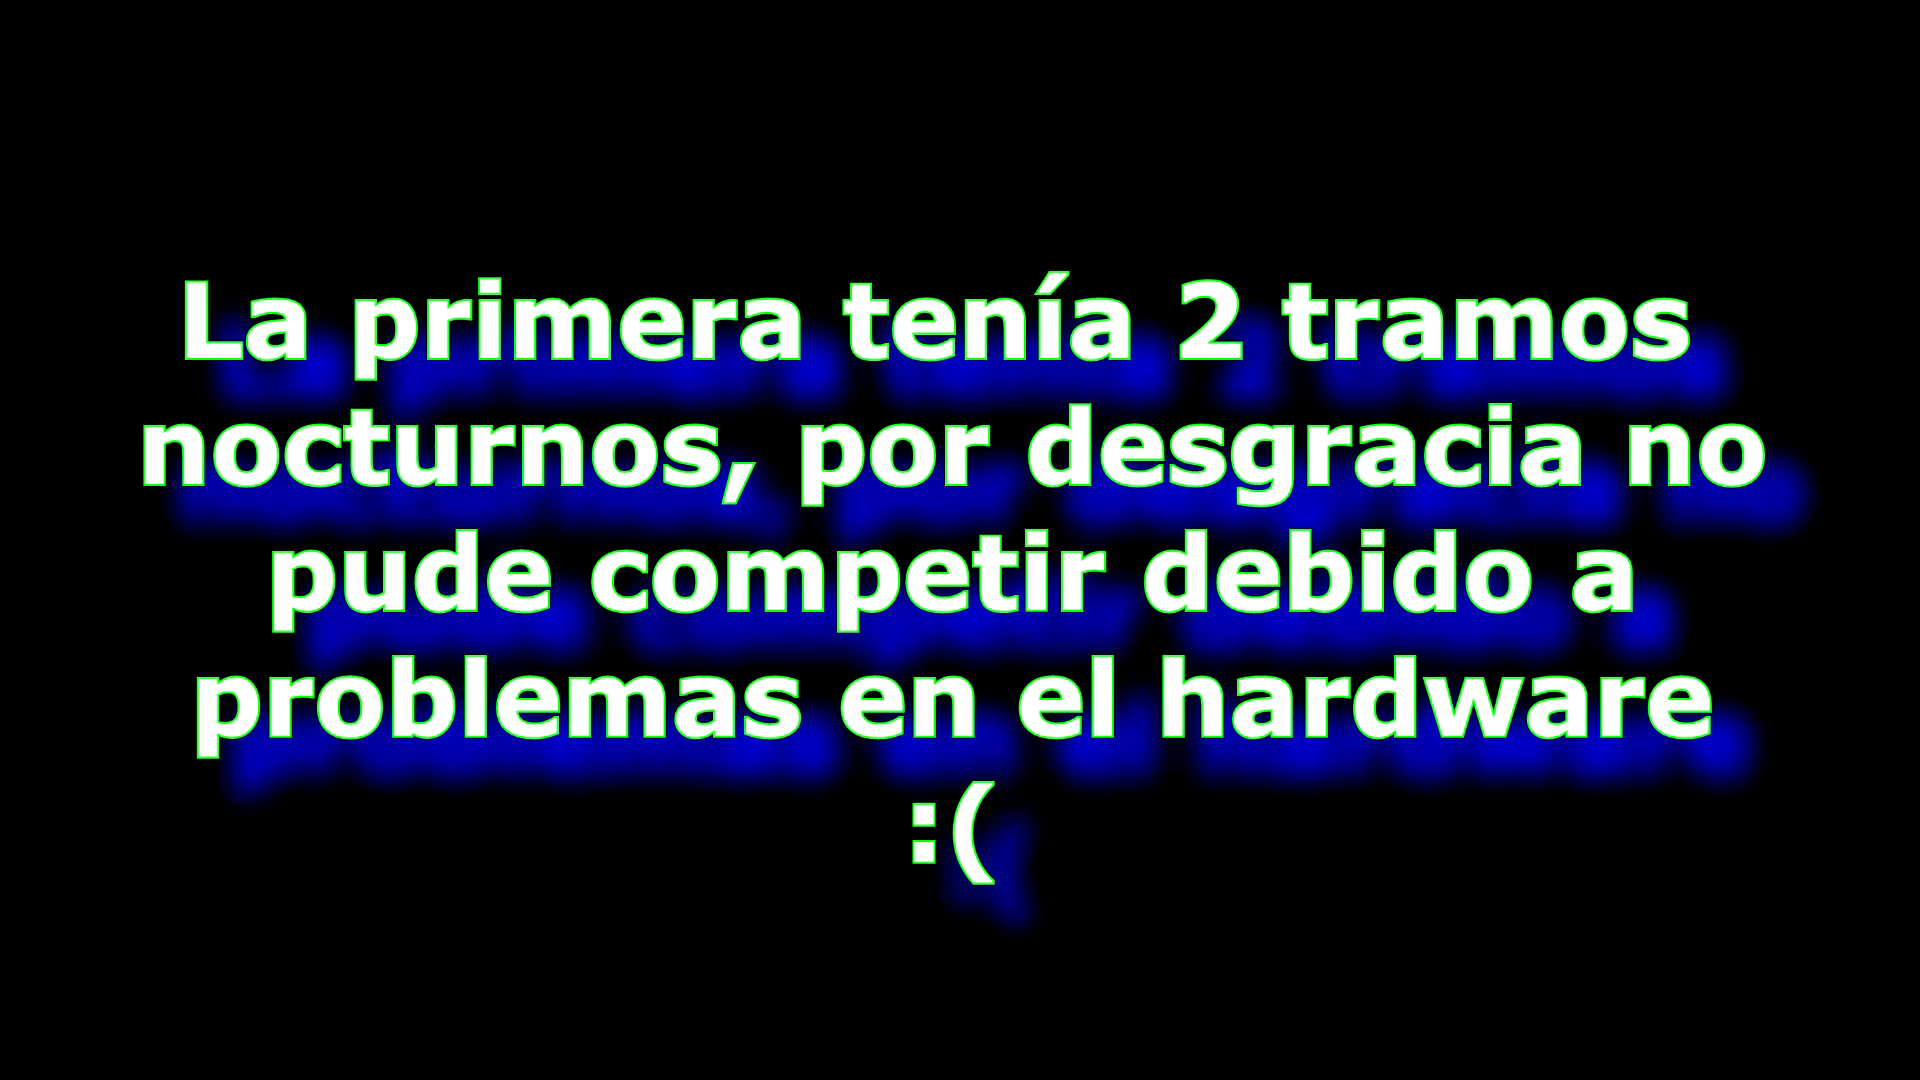 La primera tenía 2 tramos
nocturnos, por desgracia no
pude competir debido a
problemas en el hardware
:(